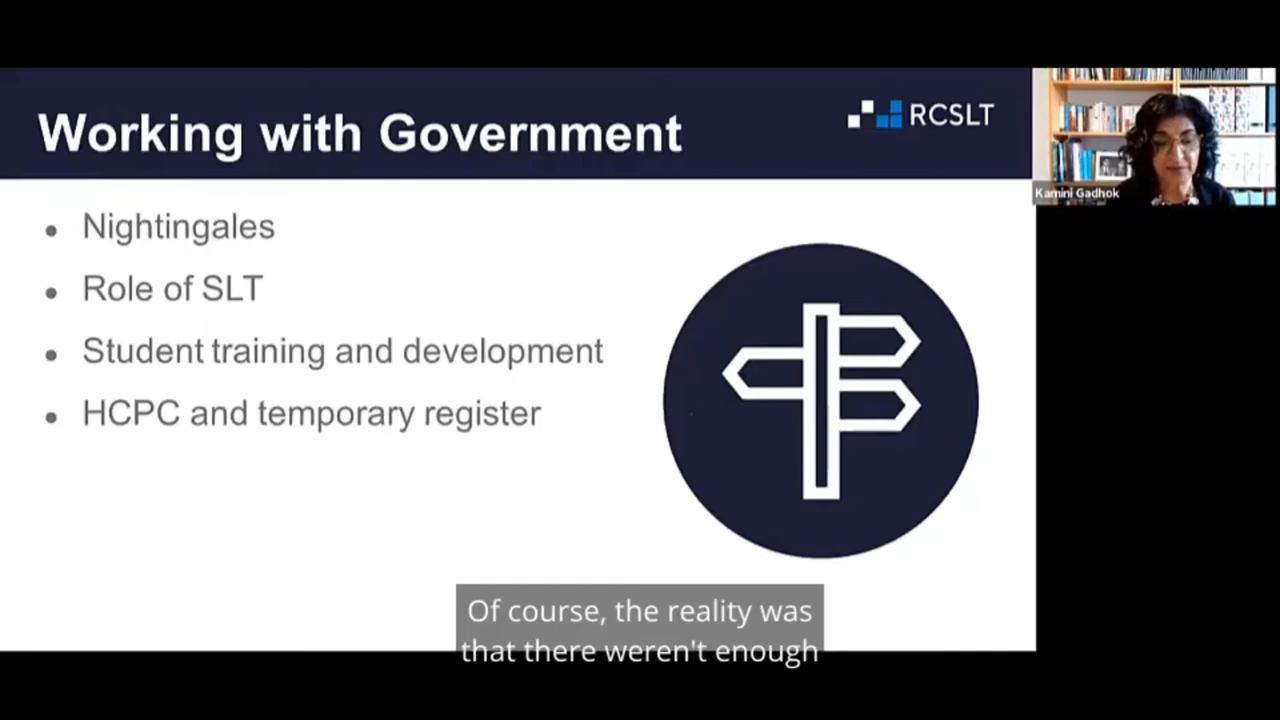 Working with Government
RCSLT
Kamini Gadhok
Nightingales
Role of SLT
Student training and development
HCPC and temporary register
Of course, the reality was
that there weren't enough